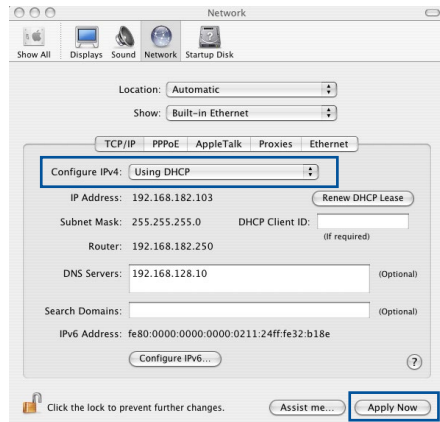 Network
Show All Displays Sound Network Startup Disk
Location: Automatic
Show: Built-in Ethernet
TCP/IP PPPoE AppleTalk Proxies Ethernet
Configure IPv4: Using DHCP
IP Address: 192.168.182.103 Renew DHCP Lease
Subnet Mask: 255.255.255.0 DHCP Client ID:
(If required)
Router: 192.168.182.250
DNS Servers: 192.168.128.10 (Optional)
Search Domains: (Optional)
IPv6 Address: fe80:0000:0000:0000:0211:24ff:fe32:b18e
Configure IPv6... ?
Click the lock to prevent further changes. Assist me... Apply Now